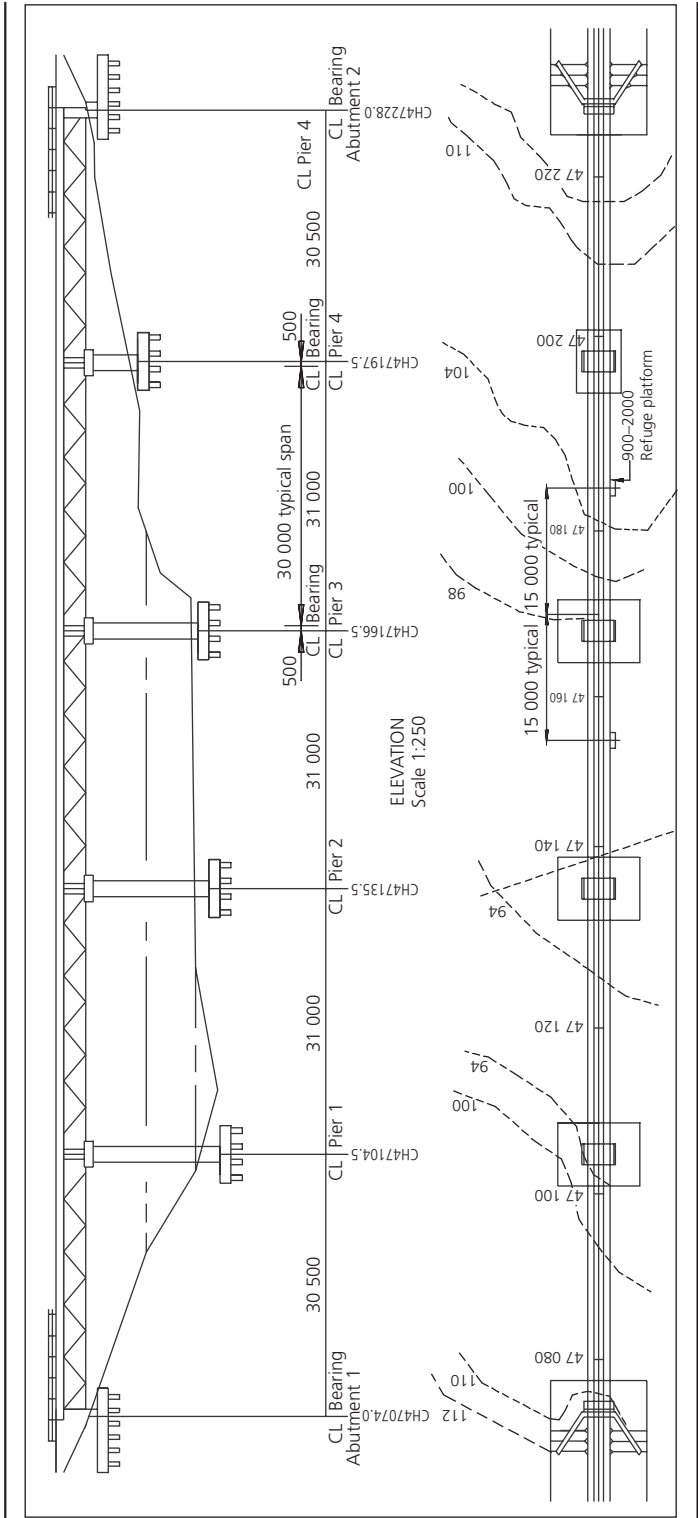 CL Bearing
Abutment 1
CH47074.0
30 500
CL Pier 1
CH47104.5
31 000
CL Pier 2
CH47135.5
31 000
500
CL Bearing
CL Pier 3
CH47166.5
30 000 typical span
31 000
500
CL Bearing
CL Pier 4
CH47197.5
30 500
CL Pier 4
CL Bearing
Abutment 2
CH47228.0
ELEVATION
Scale 1:250
112
110
100
94
94
98
100
104
110
47 080
47 100
47 120
47 140
47 160
47 180
47 200
47 220
15 000 typical
15 000 typical
900–2000
Refuge platform